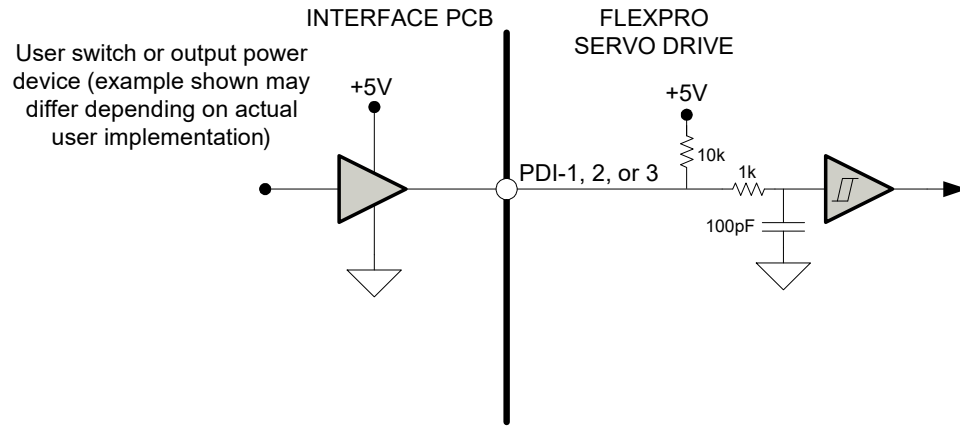 INTERFACE PCB
FLEXPRO
SERVO DRIVE
User switch or output power
device (example shown may
differ depending on actual
user implementation)
+5V
+5V
10k
PDI-1, 2, or 3
1k
100pF